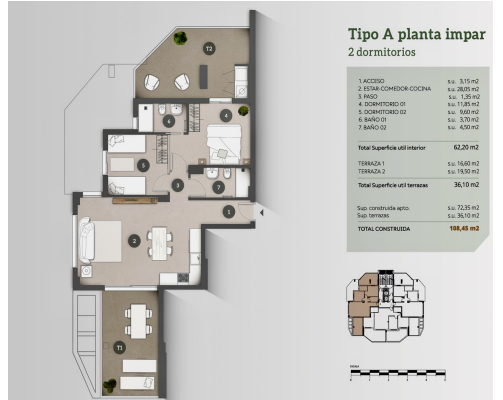 Tipo A planta impar
2 dormitorios
1. ACCESO s.u. 3,15 m2
2. ESTAR-COMEDOR-COCINA s.u. 28,05 m2
3. PASO s.u. 1,35 m2
4. DORMITORIO 01 s.u. 11,85 m2
5. DORMITORIO 02 s.u. 9,60 m2
6. BAÑO 01 s.u. 3,70 m2
7. BAÑO 02 s.u. 4,50 m2
Total Superficie util interior 62,20 m2
TERRAZA 1 s.u. 16,60 m2
TERRAZA 2 s.u. 19,50 m2
Total Superficie util terrazas 36,10 m2
Sup. construida apto. s.u. 72,35 m2
Sup. terrazas s.u. 36,10 m2
TOTAL CONSTRUIDA 108,45 m2
T2
6
4
5
3
7
1
2
T1